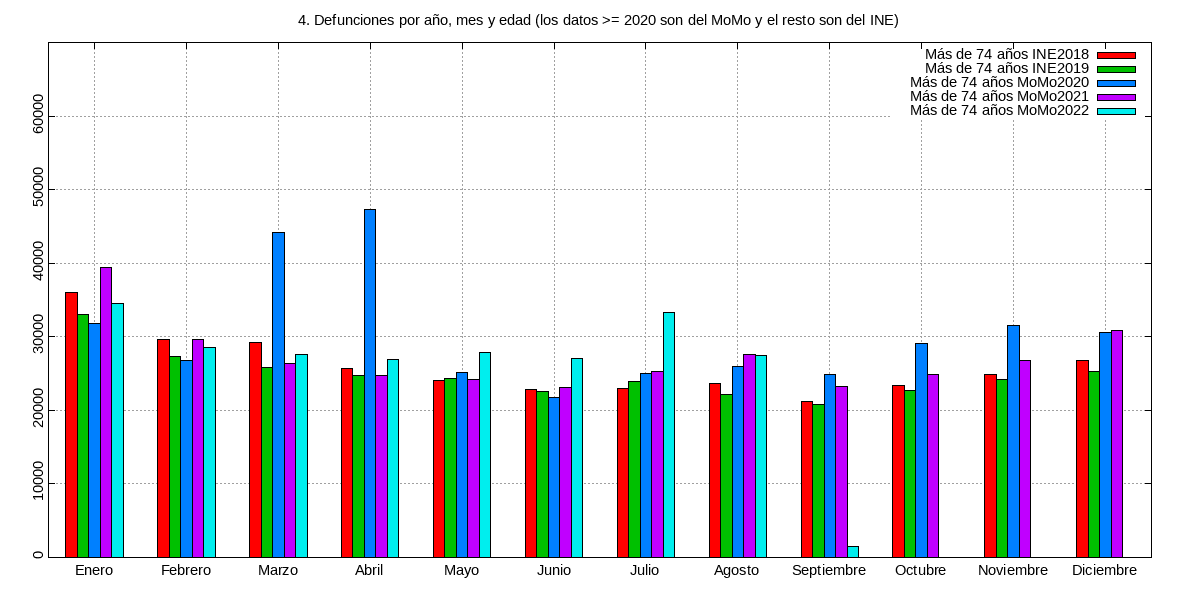 4. Defunciones por año, mes y edad (los datos >= 2020 son del MoMo y el resto son del INE)
Más de 74 años INE2018
Más de 74 años INE2019
Más de 74 años MoMo2020
Más de 74 años MoMo2021
Más de 74 años MoMo2022
60000
50000
40000
30000
20000
10000
0
Enero Febrero Marzo Abril Mayo Junio Julio Agosto Septiembre Octubre Noviembre Diciembre